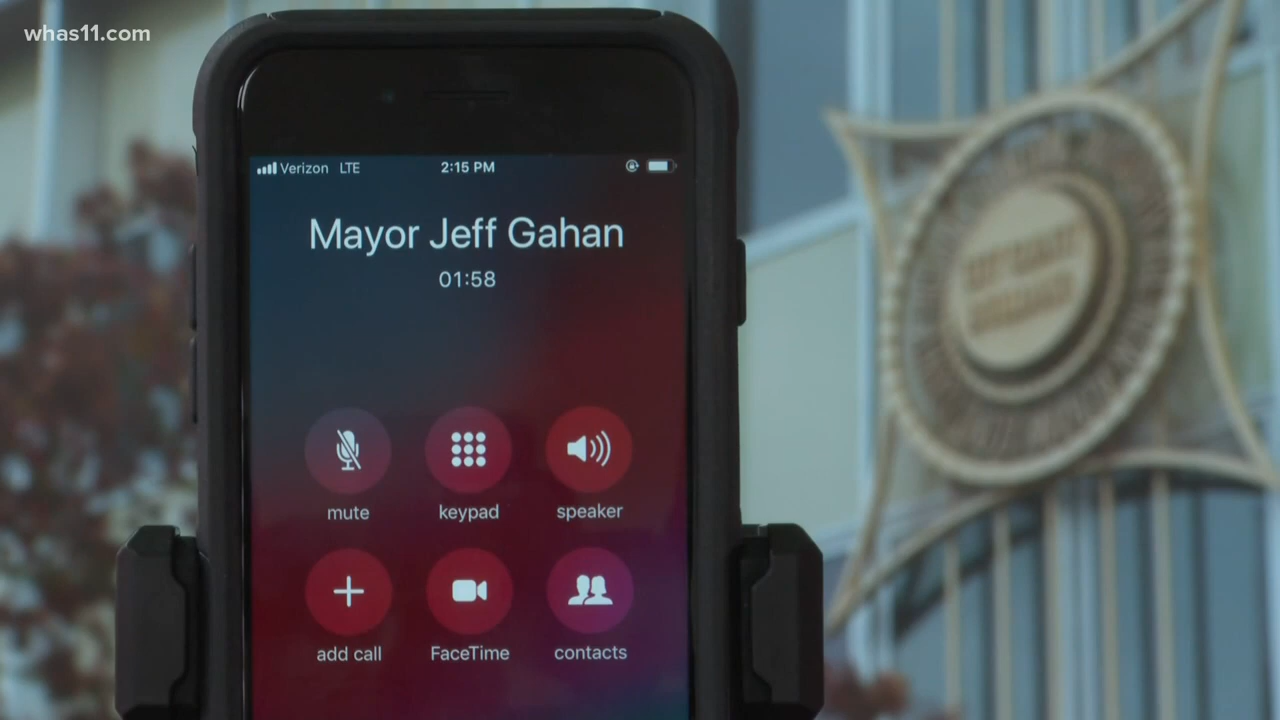 whas11.com
Verizon LTE 2:15 PM
Mayor Jeff Gahan
01:58
mute keypad speaker
add call FaceTime contacts